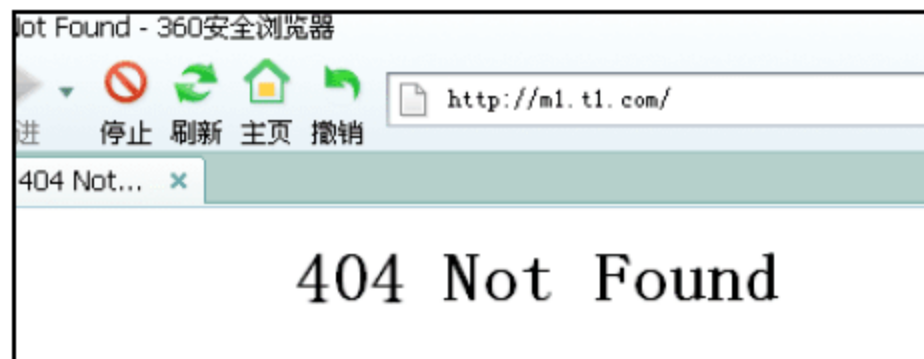 Not Found - 360安全浏览器
http://m1.t1.com/
进 停止 刷新 主页 撤销
404 Not...
404 Not Found